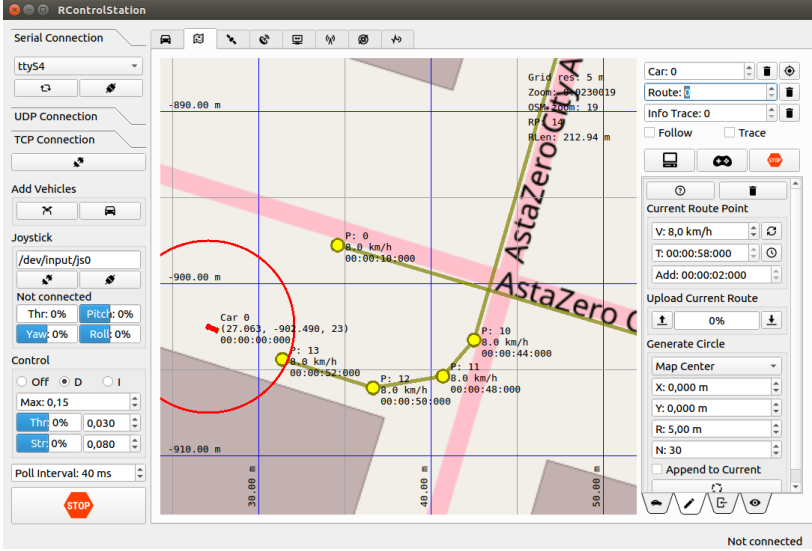 RControlStation
Serial Connection
ttyS4
UDP Connection
TCP Connection
Add Vehicles
Joystick
/dev/input/js0
Not connected
Thr: 0%
Pitch: 0%
Yaw: 0%
Roll: 0%
Control
Off
D
I
Max: 0,15
Thr: 0%
0,030
Str: 0%
0,080
Poll Interval: 40 ms
STOP
Grid res: 5 m
Zoom: 0.0230019
OSM zoom: 19
RP: 14
RLen: 212.94 m
-890.00 m
-900.00 m
-910.00 m
30.00 m
40.00 m
50.00 m
AstaZero City A
AstaZero C
P: 0
8.0 km/h
00:00:10:000
Car 0
(27.063, -902.490, 23)
00:00:00:000
P: 10
8.0 km/h
00:00:44:000
P: 11
8.0 km/h
00:00:48:000
P: 12
8.0 km/h
00:00:50:000
P: 13
8.0 km/h
00:00:52:000
Car: 0
Route: 0
Info Trace: 0
Follow
Trace
STOP
Current Route Point
V: 8,0 km/h
T: 00:00:58:000
Add: 00:00:02:000
Upload Current Route
0%
Generate Circle
Map Center
X: 0,000 m
Y: 0,000 m
R: 5,00 m
N: 30
Append to Current
Not connected